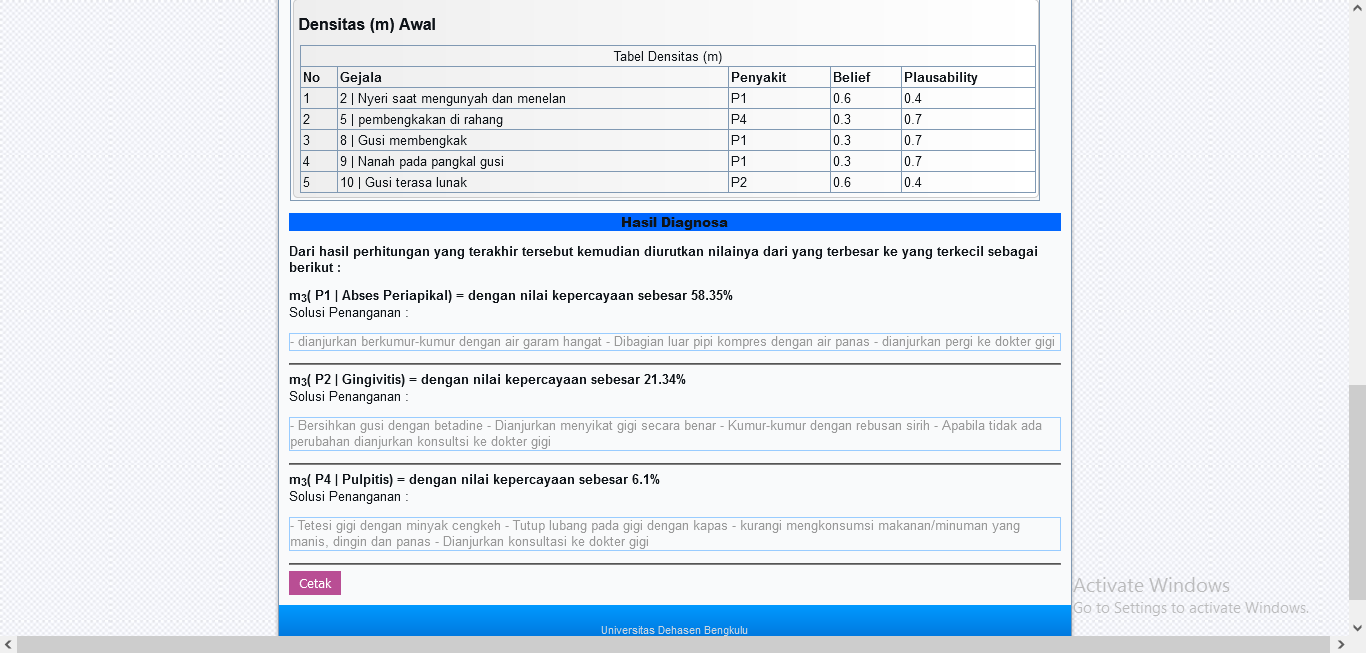 Densitas (m) Awal
Tabel Densitas (m)
No Gejala Penyakit Belief Plausability
1 2 | Nyeri saat mengunyah dan menelan P1 0.6 0.4
2 5 | pembengkakan di rahang P4 0.3 0.7
3 8 | Gusi membengkak P1 0.3 0.7
4 9 | Nanah pada pangkal gusi P1 0.3 0.7
5 10 | Gusi terasa lunak P2 0.6 0.4
Hasil Diagnosa
Dari hasil perhitungan yang terakhir tersebut kemudian diurutkan nilainya dari yang terbesar ke yang terkecil sebagai
berikut :
m3( P1 | Abses Periapikal) = dengan nilai kepercayaan sebesar 58.35%
Solusi Penanganan :
- dianjurkan berkumur-kumur dengan air garam hangat - Dibagian luar pipi kompres dengan air panas - dianjurkan pergi ke dokter gigi
m3( P2 | Gingivitis) = dengan nilai kepercayaan sebesar 21.34%
Solusi Penanganan :
- Bersihkan gusi dengan betadine - Dianjurkan menyikat gigi secara benar - Kumur-kumur dengan rebusan sirih - Apabila tidak ada
perubahan dianjurkan konsultsi ke dokter gigi
m3( P4 | Pulpitis) = dengan nilai kepercayaan sebesar 6.1%
Solusi Penanganan :
- Tetesi gigi dengan minyak cengkeh - Tutup lubang pada gigi dengan kapas - kurangi mengkonsumsi makanan/minuman yang
manis, dingin dan panas - Dianjurkan konsultasi ke dokter gigi
Cetak
Activate Windows
Go to Settings to activate Windows.
Universitas Dehasen Bengkulu